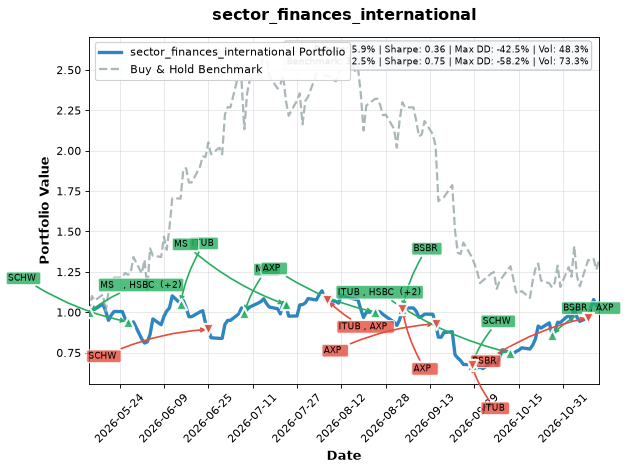 sector_finances_international
5.9% | Sharpe: 0.36 | Max DD: -42.5% | Vol: 48.3%
2.5% | Sharpe: 0.75 | Max DD: -58.2% | Vol: 73.3%
sector_finances_international Portfolio
Buy & Hold Benchmark
Portfolio Value
2.50
2.25
2.00
1.75
1.50
1.25
1.00
0.75
SCHW
MS , HSBC (+2)
SCHW
MS
ITUB
AXP
ITUB , HSBC (+2)
ITUB , AXP
AXP
BSBR
AXP
SCHW
BSBR
ITUB
BSBR , AXP
2026-05-24
2026-06-09
2026-06-25
2026-07-11
2026-07-27
2026-08-12
2026-08-28
2026-09-13
2026-09-29
2026-10-15
2026-10-31
Date